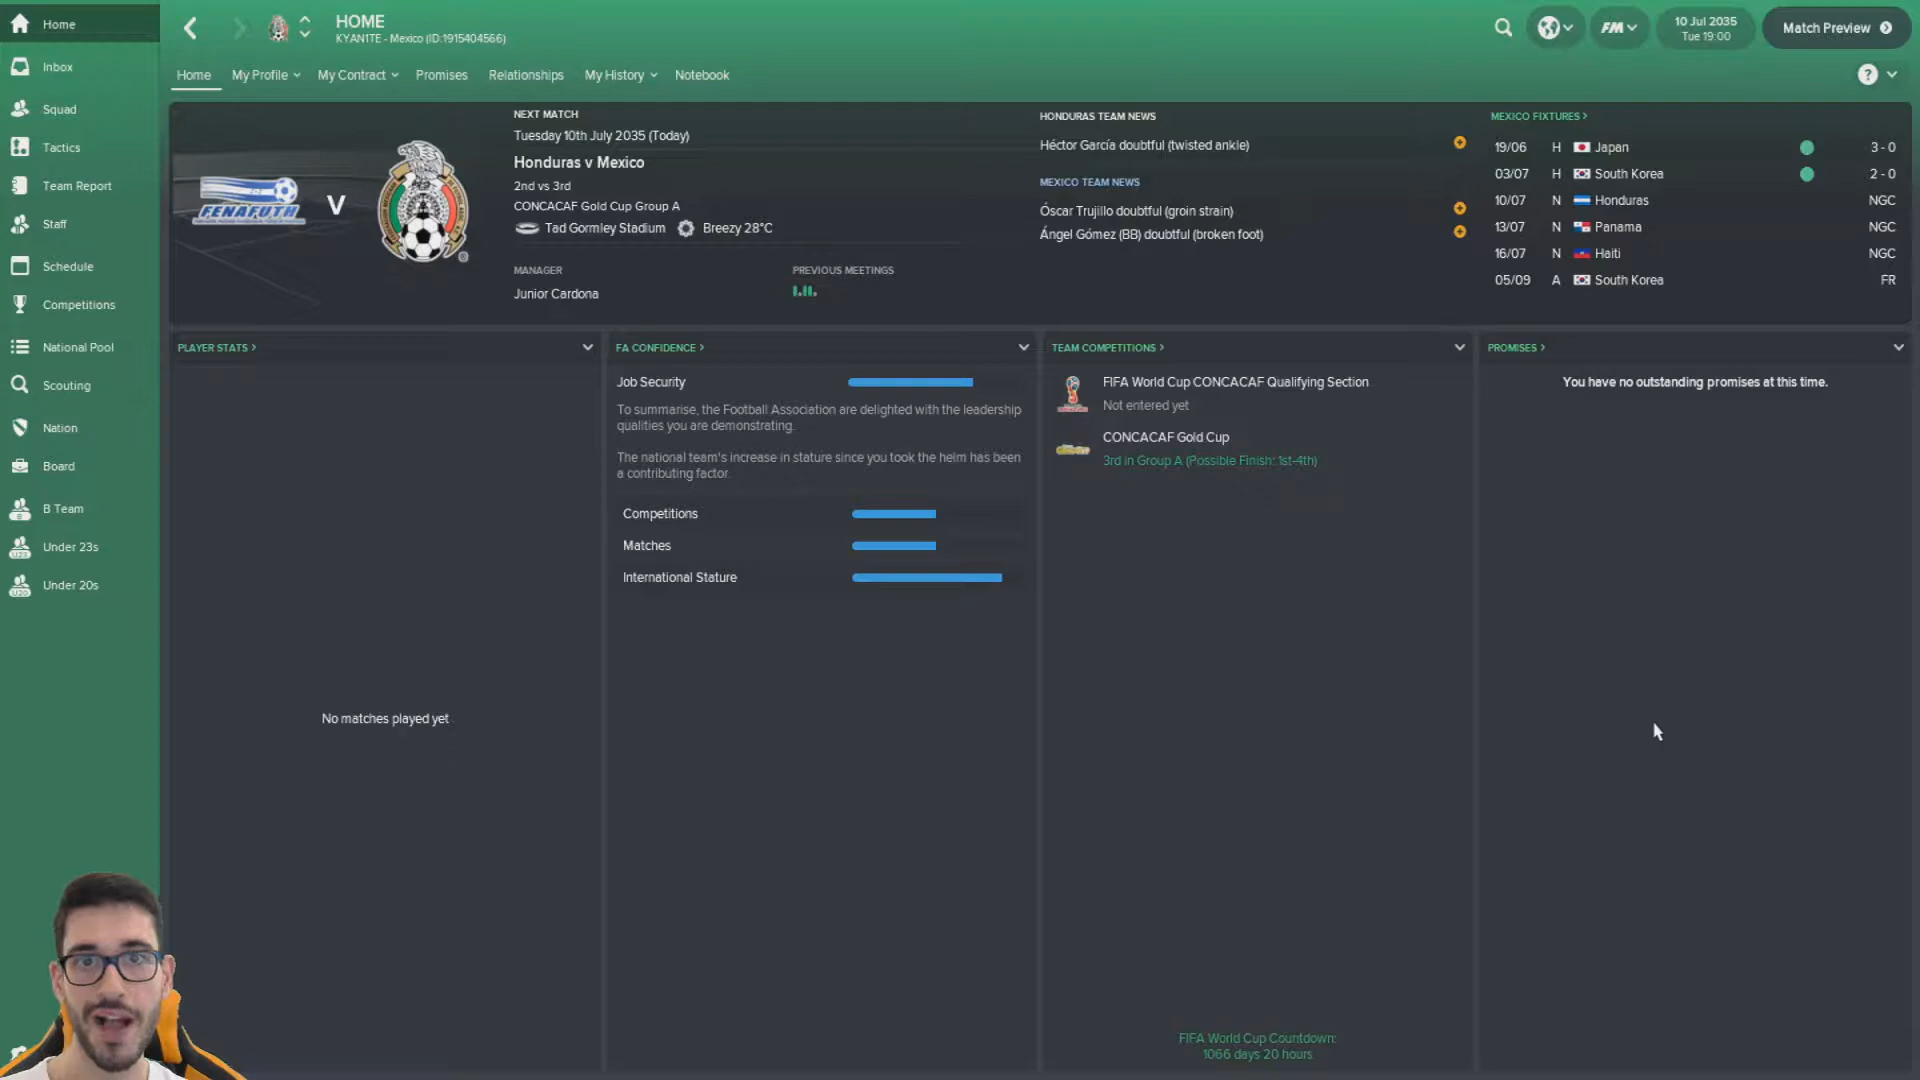 Home
Inbox
Squad
Tactics
Team Report
Staff
Schedule
Competitions
National Pool
Scouting
Nation
Board
B Team
Under 23s
Under 20s
HOME
KYAN1TE - Mexico (ID:1915404566)
FM
10 Jul 2035
Tue 19:00
Match Preview
Home
My Profile
My Contract
Promises
Relationships
My History
Notebook
?
FENAFUTH
V
NEXT MATCH
Tuesday 10th July 2035 (Today)
Honduras v Mexico
2nd vs 3rd
CONCACAF Gold Cup Group A
Tad Gormley Stadium
Breezy 28°C
MANAGER
Junior Cardona
PREVIOUS MEETINGS
HONDURAS TEAM NEWS
Héctor García doubtful (twisted ankle)
MEXICO TEAM NEWS
Óscar Trujillo doubtful (groin strain)
Ángel Gómez (BB) doubtful (broken foot)
MEXICO FIXTURES >
19/06 H Japan 3 - 0
03/07 H South Korea 2 - 0
10/07 N Honduras NGC
13/07 N Panama NGC
16/07 N Haiti NGC
05/09 A South Korea FR
PLAYER STATS >
No matches played yet
FA CONFIDENCE >
Job Security
To summarise, the Football Association are delighted with the leadership
qualities you are demonstrating.
The national team's increase in stature since you took the helm has been
a contributing factor.
Competitions
Matches
International Stature
TEAM COMPETITIONS >
FIFA World Cup CONCACAF Qualifying Section
Not entered yet
CONCACAF Gold Cup
3rd in Group A (Possible Finish: 1st-4th)
FIFA World Cup Countdown:
1066 days 20 hours
PROMISES >
You have no outstanding promises at this time.